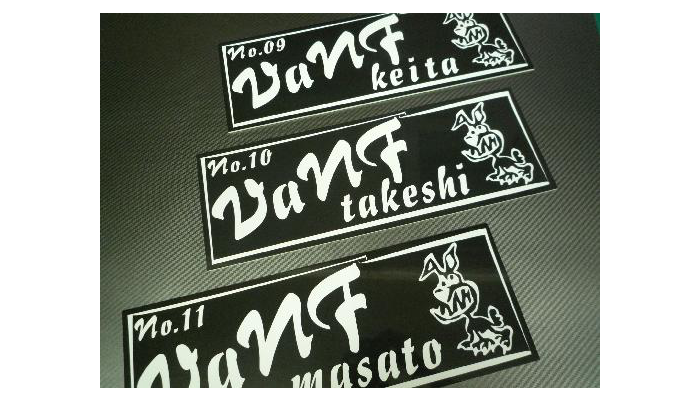 No.09
VaNF
keita
No.10
VaNF
takeshi
No.11
VaNF
masato